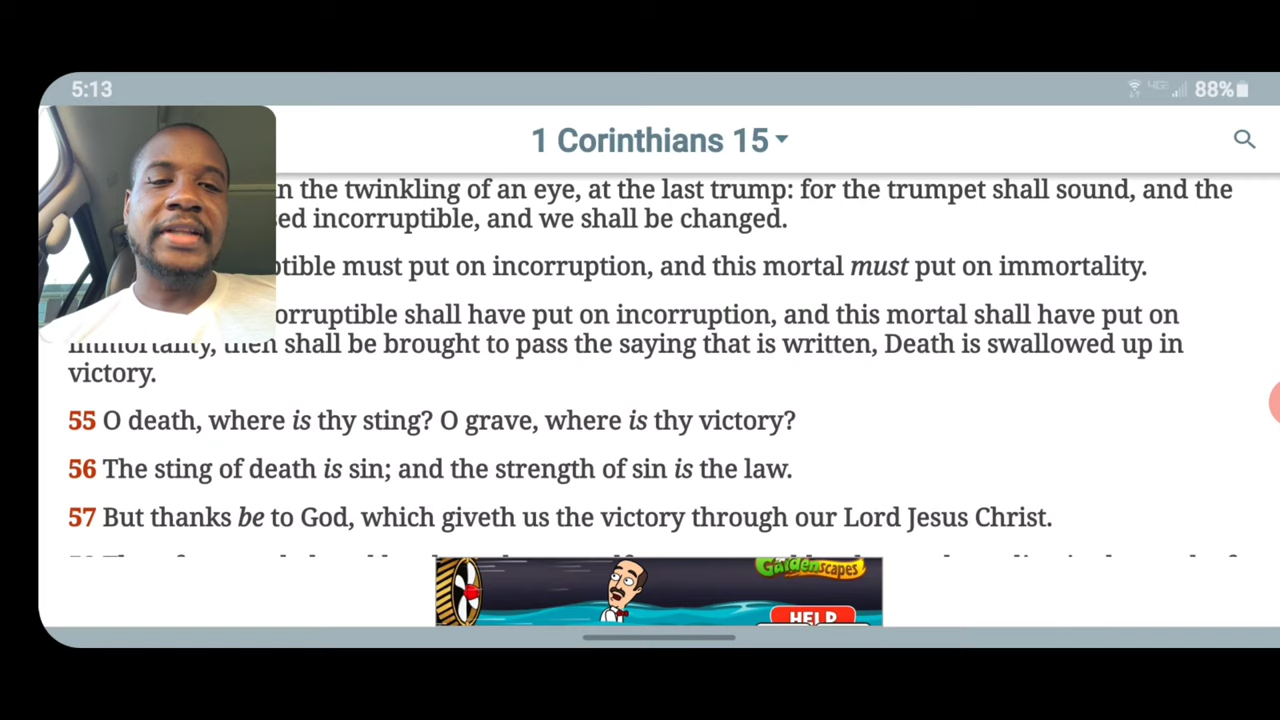 5:13
4GE 88%
1 Corinthians 15
in the twinkling of an eye, at the last trump: for the trumpet shall sound, and the
sed incorruptible, and we shall be changed.
ptible must put on incorruption, and this mortal must put on immortality.
orruptible shall have put on incorruption, and this mortal shall have put on
immortality, then shall be brought to pass the saying that is written, Death is swallowed up in
victory.
55 O death, where is thy sting? O grave, where is thy victory?
56 The sting of death is sin; and the strength of sin is the law.
57 But thanks be to God, which giveth us the victory through our Lord Jesus Christ.
Gardenscapes
HELP